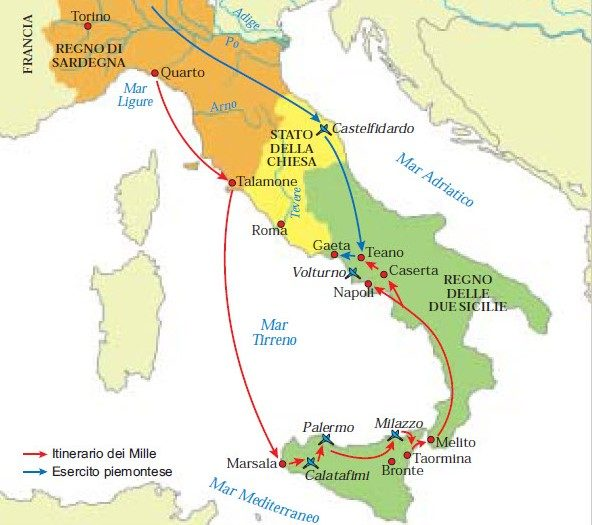 FRANCIA
Torino
REGNO DI
SARDEGNA
Po
Adige
Quarto
Mar
Ligure
Arno
STATO
DELLA
CHIESA
Castelfidardo
Mar Adriatico
Talamone
Tevere
Roma
Gaeta
Teano
Volturno
Caserta
Napoli
REGNO
DELLE
DUE SICILIE
Mar
Tirreno
Palermo
Milazzo
Melito
Marsala
Calatafimi
Taormina
Bronte
Mar Mediterraneo
Itinerario dei Mille
Esercito piemontese